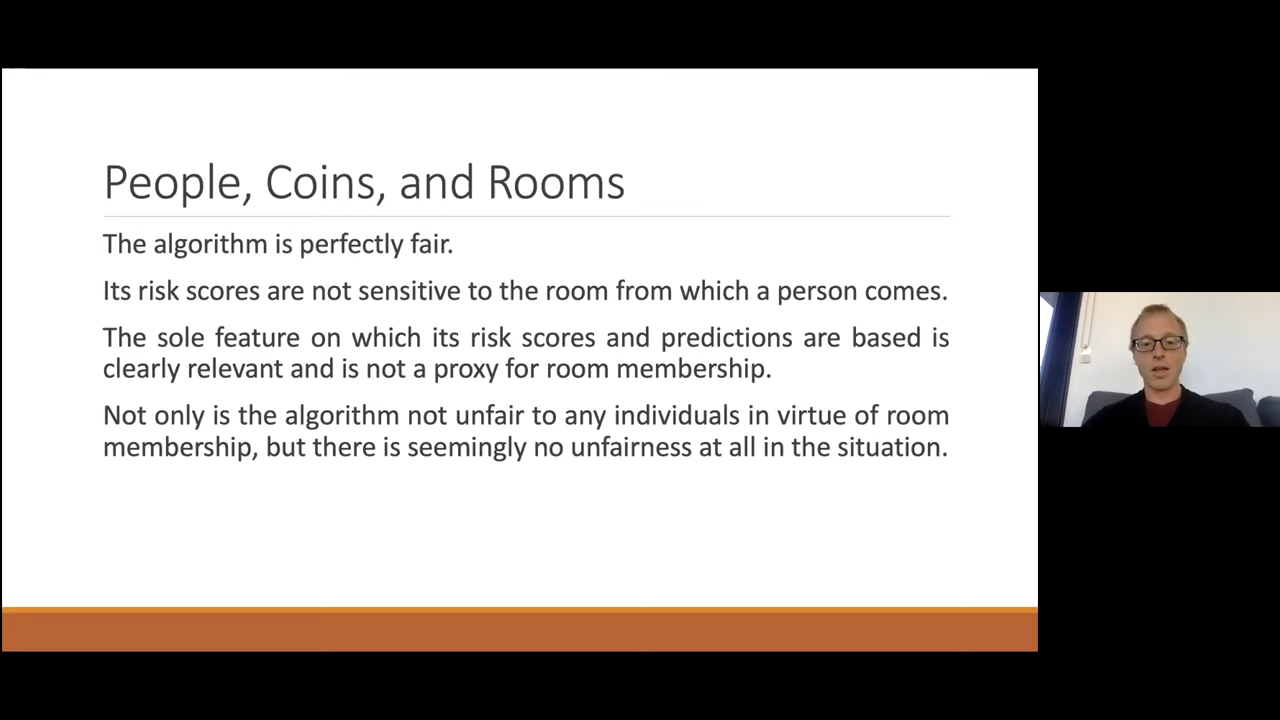 People, Coins, and Rooms
The algorithm is perfectly fair.
Its risk scores are not sensitive to the room from which a person comes.
The sole feature on which its risk scores and predictions are based is
clearly relevant and is not a proxy for room membership.
Not only is the algorithm not unfair to any individuals in virtue of room
membership, but there is seemingly no unfairness at all in the situation.